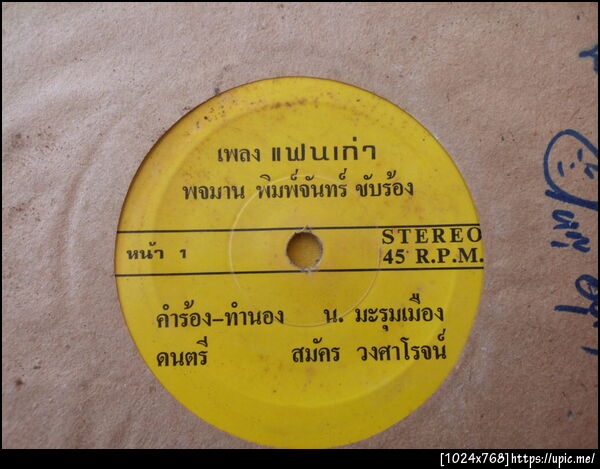 เพลง แฟนเก่า
พจมาน พิมพ์จันทร์ ขับร้อง
หน้า 1
STEREO
45 R.P.M.
คำร้อง-ทำนอง น. มะรุมเมือง
ดนตรี สมัคร วงศาโรจน์
[1024x768]https://upic.me/